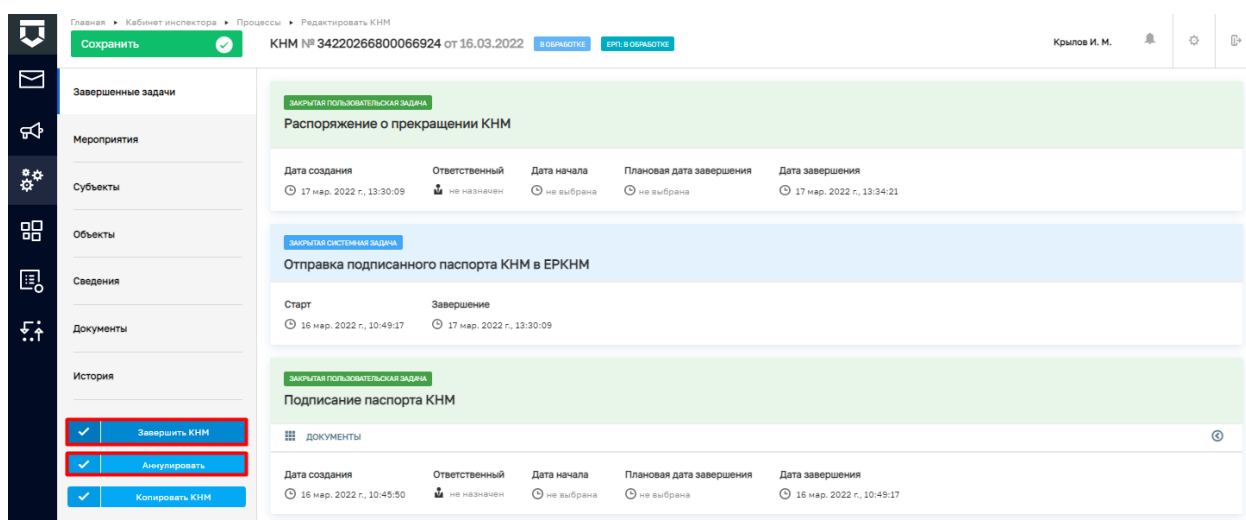 Главная ▸ Кабинет инспектора ▸ Процессы ▸ Редактировать КНМ
Сохранить
КНМ № 34220266800066924 от 16.03.2022 В ОБРАБОТКЕ ЕРП: В ОБРАБОТКЕ
Крылов И. М.
Завершенные задачи
Мероприятия
Субъекты
Объекты
Сведения
Документы
История
Завершить КНМ
Аннулировать
Копировать КНМ
ЗАКРЫТАЯ ПОЛЬЗОВАТЕЛЬСКАЯ ЗАДАЧА
Распоряжение о прекращении КНМ
Дата создания Ответственный Дата начала Плановая дата завершения Дата завершения
17 мар. 2022 г., 13:30:09 не назначен не выбрана не выбрана 17 мар. 2022 г., 13:34:21
ЗАКРЫТАЯ СИСТЕМНАЯ ЗАДАЧА
Отправка подписанного паспорта КНМ в ЕРКНМ
Старт Завершение
16 мар. 2022 г., 10:49:17 17 мар. 2022 г., 13:30:09
ЗАКРЫТАЯ ПОЛЬЗОВАТЕЛЬСКАЯ ЗАДАЧА
Подписание паспорта КНМ
ДОКУМЕНТЫ
Дата создания Ответственный Дата начала Плановая дата завершения Дата завершения
16 мар. 2022 г., 10:45:50 не назначен не выбрана не выбрана 16 мар. 2022 г., 10:49:17